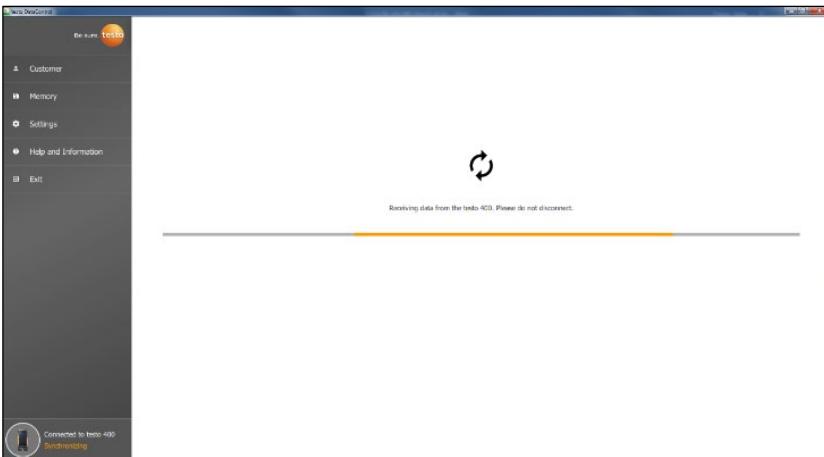 testo DataControl
Be sure. testo
Customer
Memory
Settings
Help and Information
Exit
Receiving data from the testo 400. Please do not disconnect.
Connected to testo 400
Synchronizing